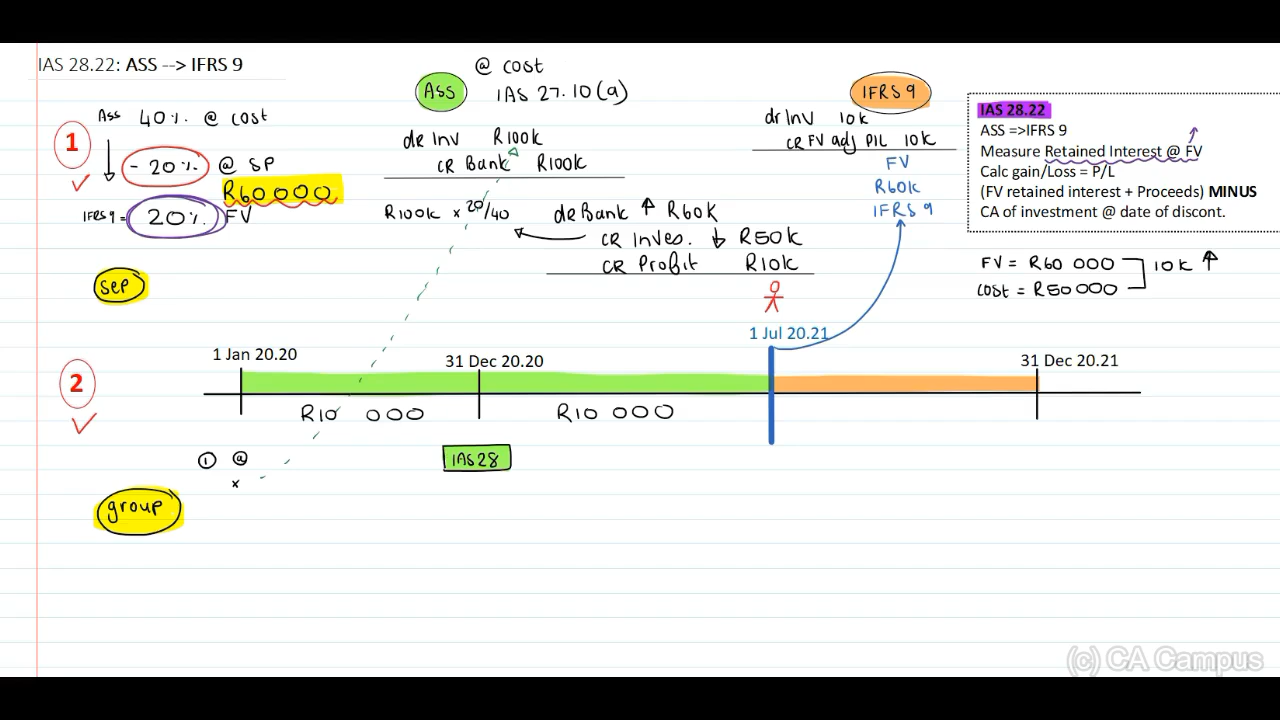 IAS 28.22: ASS --> IFRS 9
1
Ass 40% @ cost
- 20% @ SP
R60 000
IFRS 9 = 20% FV
sep
ASS
@ cost
IAS 27.10(a)
dr Inv R100k
CR Bank R100k
R100k × 20/40
dr Bank ↑ R60k
CR Inves. ↓ R50k
CR Profit R10k
IFRS 9
dr Inv 10k
CR FV adj P/L 10k
FV
R60k
IFRS 9
IAS 28.22
ASS =>IFRS 9
Measure Retained Interest @ FV
Calc gain/Loss = P/L
(FV retained interest + Proceeds) MINUS
CA of investment @ date of discont.
FV = R60 000
COST = R50 000
10k ↑
2
1 Jan 20.20
31 Dec 20.20
1 Jul 20.21
31 Dec 20.21
R10 000
R10 000
1 @
x
IAS 28
group
(c) CA Campus